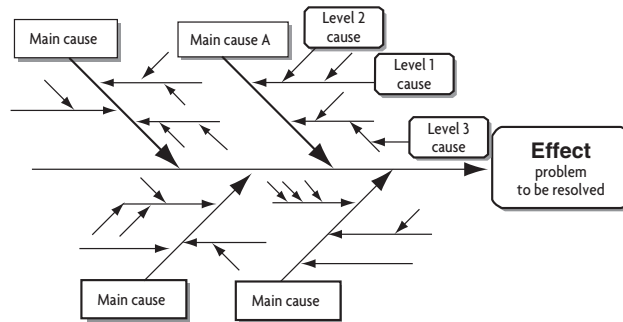 Main cause
Main cause A
Level 2
cause
Level 1
cause
Level 3
cause
Effect
problem
to be resolved
Main cause
Main cause